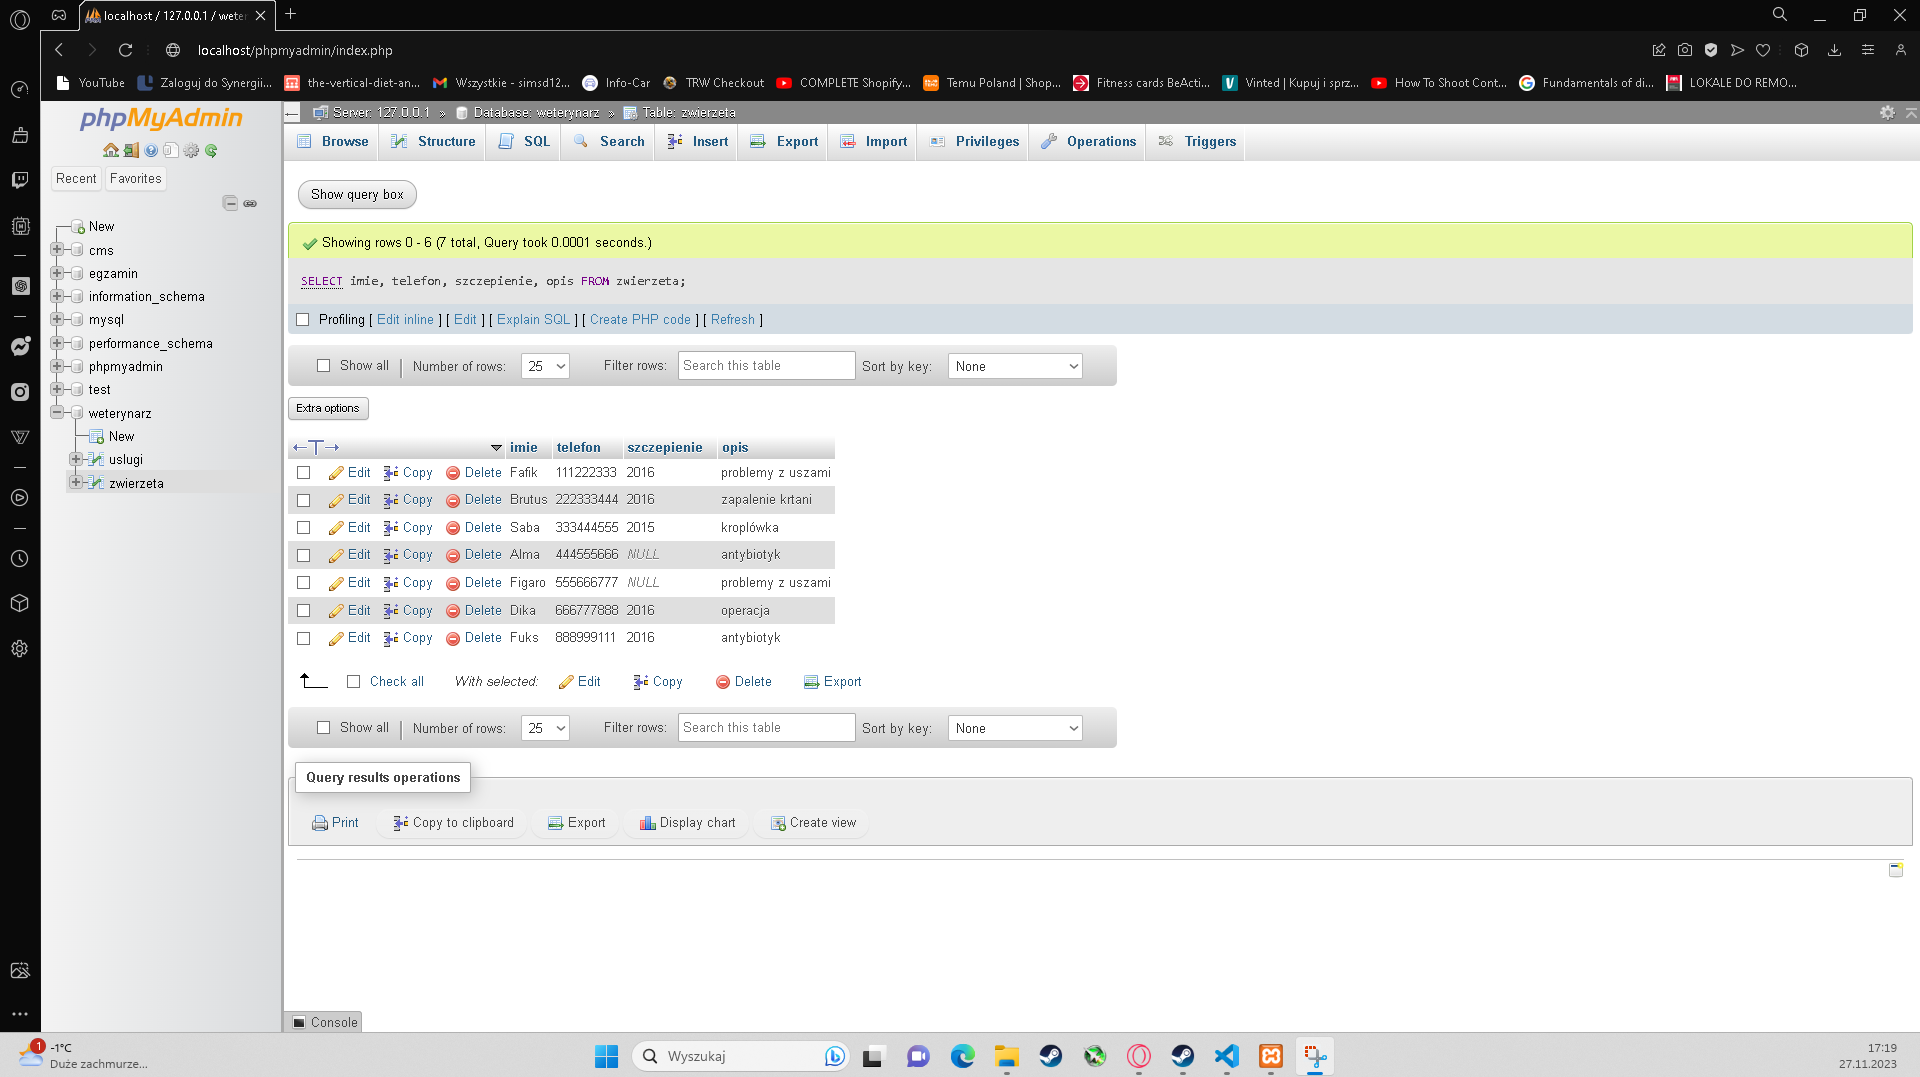 localhost / 127.0.0.1 / weter
localhost/phpmyadmin/index.php
YouTube
Zaloguj do Synergii...
the-vertical-diet-an...
Wszystkie - simsd12...
Info-Car
TRW Checkout
COMPLETE Shopify...
Temu Poland | Shop...
Fitness cards BeActi...
Vinted | Kupuj i sprz...
How To Shoot Cont...
Fundamentals of di...
LOKALE DO REMO...
phpMyAdmin
Recent Favorites
New
cms
egzamin
information_schema
mysql
performance_schema
phpmyadmin
test
weterynarz
New
uslugi
zwierzeta
Server: 127.0.0.1 » Database: weterynarz » Table: zwierzeta
Browse Structure SQL Search Insert Export Import Privileges Operations Triggers
Show query box
Showing rows 0 - 6 (7 total, Query took 0.0001 seconds.)
SELECT imie, telefon, szczepienie, opis FROM zwierzeta;
Profiling [ Edit inline ] [ Edit ] [ Explain SQL ] [ Create PHP code ] [ Refresh ]
Show all Number of rows: 25 Filter rows: Search this table Sort by key: None
Extra options
imie telefon szczepienie opis
Edit Copy Delete Fafik 111222333 2016 problemy z uszami
Edit Copy Delete Brutus 222333444 2016 zapalenie krtani
Edit Copy Delete Saba 333444555 2015 kroplówka
Edit Copy Delete Alma 444555666 NULL antybiotyk
Edit Copy Delete Figaro 555666777 NULL problemy z uszami
Edit Copy Delete Dika 666777888 2016 operacja
Edit Copy Delete Fuks 888999111 2016 antybiotyk
Check all With selected: Edit Copy Delete Export
Show all Number of rows: 25 Filter rows: Search this table Sort by key: None
Query results operations
Print Copy to clipboard Export Display chart Create view
Console
1
-1°C
Duże zachmurze...
Wyszukaj
17:19
27.11.2023